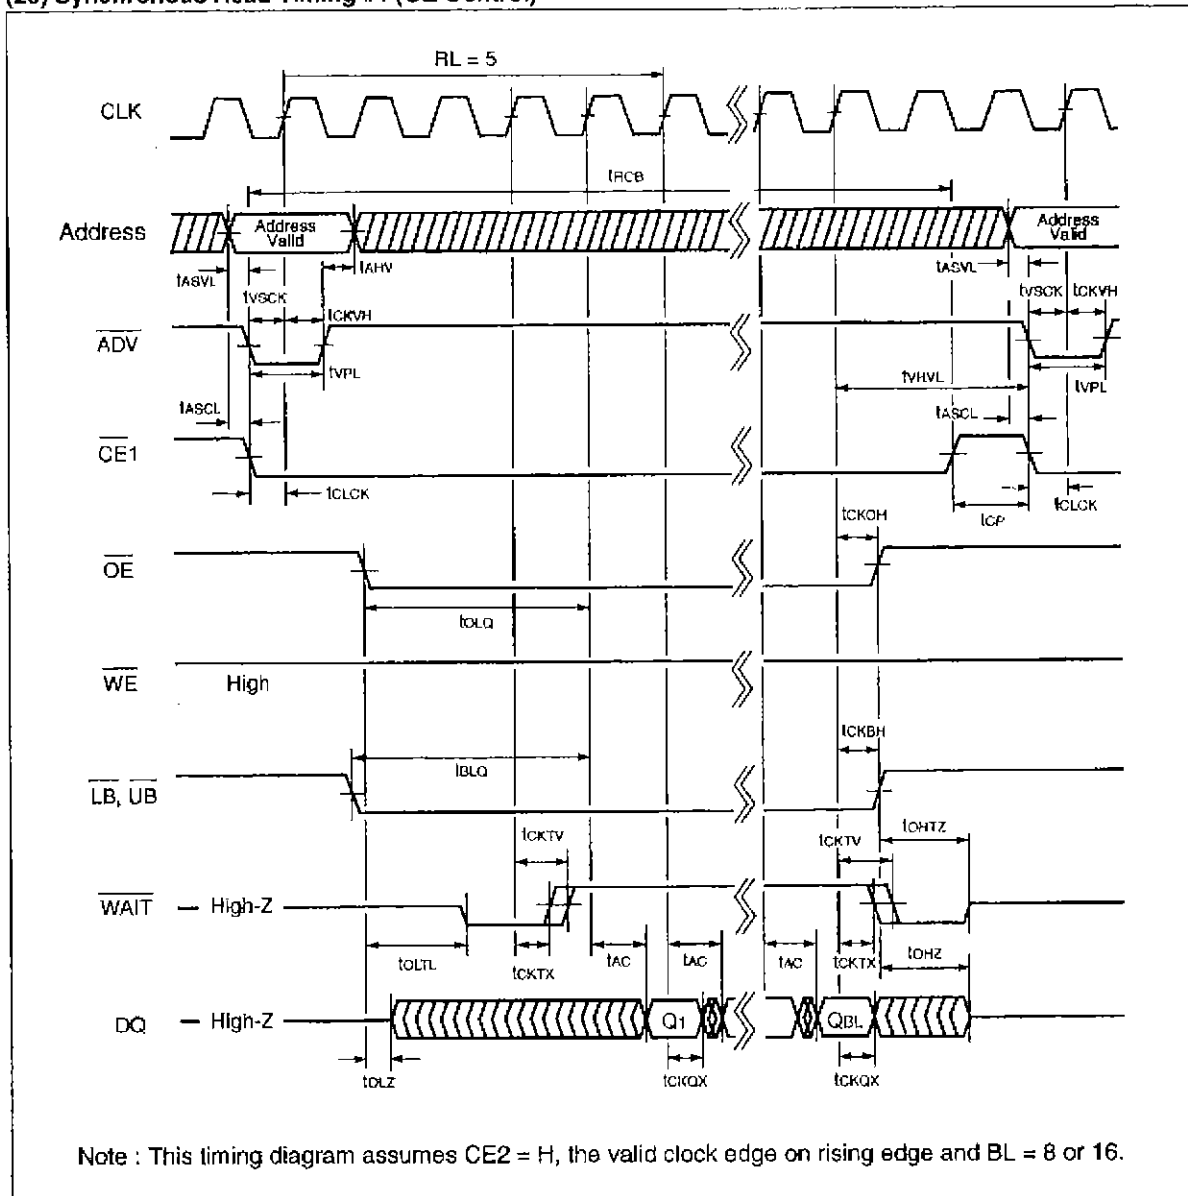 RL = 5
CLK
tRCB
Address
Address Valid
Address Valid
tASVL
tAHV
tASVL
tVSCK
tCKVH
tVSCK
tCKVH
ADV
tVPL
tVHVL
tVPL
tASCL
tASCL
CE1
tCLCK
tCP
tCLCK
tCKOH
OE
tOLQ
WE
High
tCKBH
tBLQ
LB, UB
tCKTV
tCKTV
tOHTZ
WAIT
High-Z
tOLTL
tCKTX
tAC
tAC
tAC
tCKTX
tOHZ
DQ
High-Z
Q1
QBL
tOLZ
tCKQX
tCKQX
Note : This timing diagram assumes CE2 = H, the valid clock edge on rising edge and BL = 8 or 16.